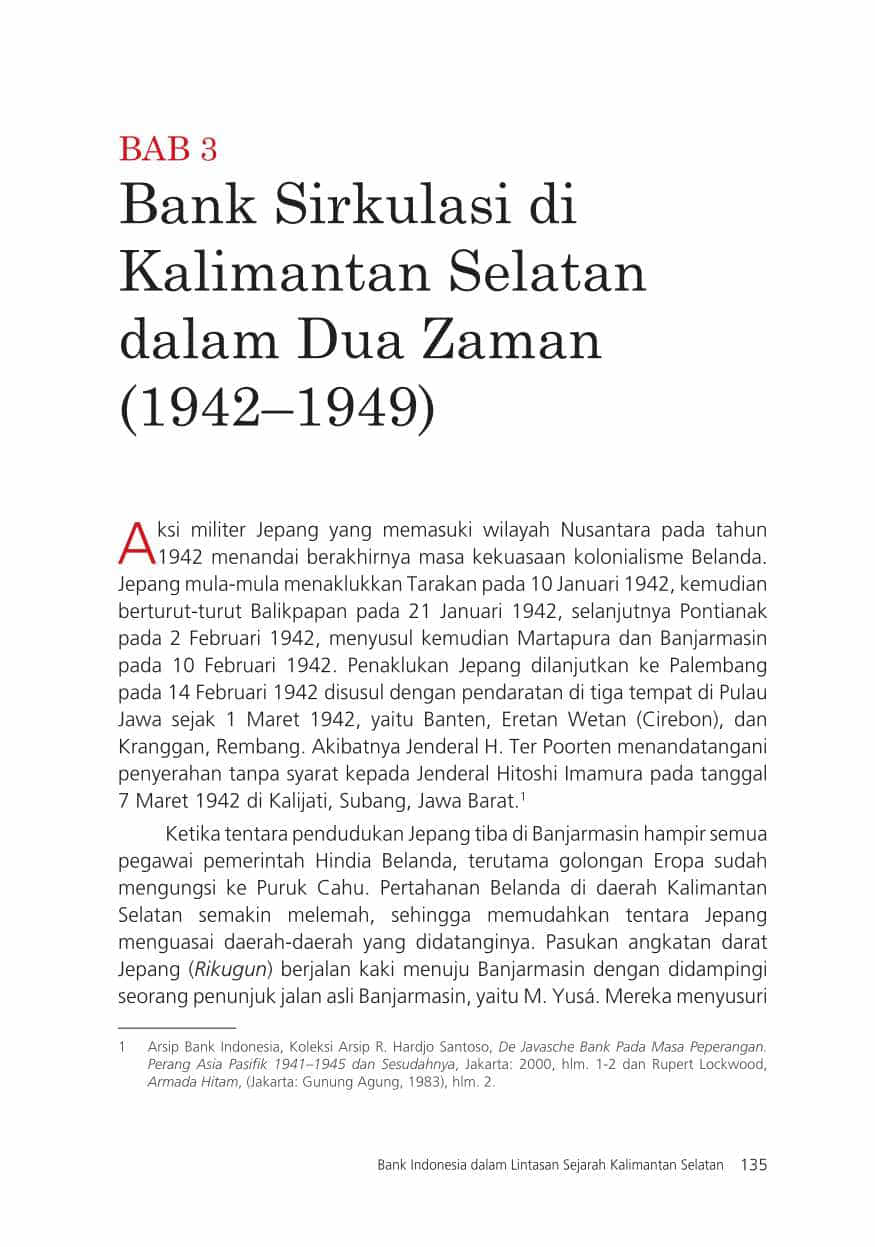 BAB 3
Bank Sirkulasi di
Kalimantan Selatan
dalam Dua Zaman
(1942–1949)
Aksi militer Jepang yang memasuki wilayah Nusantara pada tahun
1942 menandai berakhirnya masa kekuasaan kolonialisme Belanda.
Jepang mula-mula menaklukkan Tarakan pada 10 Januari 1942, kemudian
berturut-turut Balikpapan pada 21 Januari 1942, selanjutnya Pontianak
pada 2 Februari 1942, menyusul kemudian Martapura dan Banjarmasin
pada 10 Februari 1942. Penaklukan Jepang dilanjutkan ke Palembang
pada 14 Februari 1942 disusul dengan pendaratan di tiga tempat di Pulau
Jawa sejak 1 Maret 1942, yaitu Banten, Eretan Wetan (Cirebon), dan
Kranggan, Rembang. Akibatnya Jenderal H. Ter Poorten menandatangani
penyerahan tanpa syarat kepada Jenderal Hitoshi Imamura pada tanggal
7 Maret 1942 di Kalijati, Subang, Jawa Barat.1
Ketika tentara pendudukan Jepang tiba di Banjarmasin hampir semua
pegawai pemerintah Hindia Belanda, terutama golongan Eropa sudah
mengungsi ke Puruk Cahu. Pertahanan Belanda di daerah Kalimantan
Selatan semakin melemah, sehingga memudahkan tentara Jepang
menguasai daerah-daerah yang didatanginya. Pasukan angkatan darat
Jepang (Rikugun) berjalan kaki menuju Banjarmasin dengan didampingi
seorang penunjuk jalan asli Banjarmasin, yaitu M. Yusá. Mereka menyusuri
1 Arsip Bank Indonesia, Koleksi Arsip R. Hardjo Santoso, De Javasche Bank Pada Masa Peperangan.
Perang Asia Pasifik 1941–1945 dan Sesudahnya, Jakarta: 2000, hlm. 1-2 dan Rupert Lockwood,
Armada Hitam, (Jakarta: Gunung Agung, 1983), hlm. 2.
Bank Indonesia dalam Lintasan Sejarah Kalimantan Selatan 135